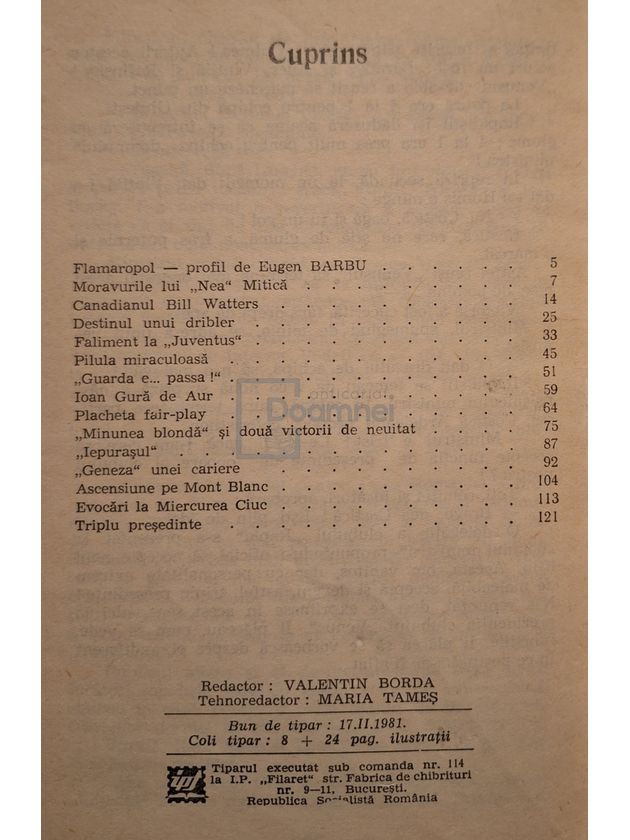 Cuprins
Flamaropol — profil de Eugen BARBU . . . . . . 5
Moravurile lui „Nea“ Mitică . . . . . . . . . 7
Canadianul Bill Watters . . . . . . . . . . 14
Destinul unui dribler . . . . . . . . . . . 25
Faliment la „Juventus“ . . . . . . . . . . . 33
Pilula miraculoasă . . . . . . . . . . . . 45
„Guarda e... passa !“ . . . . . . . . . . . . 51
Ioan Gură de Aur . . . . . . . . . . . . 59
Placheta fair-play . . . . . . . . . . . . 64
„Minunea blondă“ și două victorii de neuitat . . . . 75
„Iepurașul“ . . . . . . . . . . . . . . 87
„Geneza“ unei cariere . . . . . . . . . . 92
Ascensiune pe Mont Blanc . . . . . . . . . . 104
Evocări la Miercurea Ciuc . . . . . . . . . . 113
Triplu președinte . . . . . . . . . . . . 121
anticariat
Doamnei
Redactor : VALENTIN BORDA
Tehnoredactor : MARIA TAMEȘ
Bun de tipar : 17.II.1981.
Coli tipar : 8 + 24 pag. ilustrații
Tiparul executat sub comanda nr. 114
la I.P. „Filaret“ str. Fabrica de chibrituri
nr. 9—11, București.
Republica Socialistă România